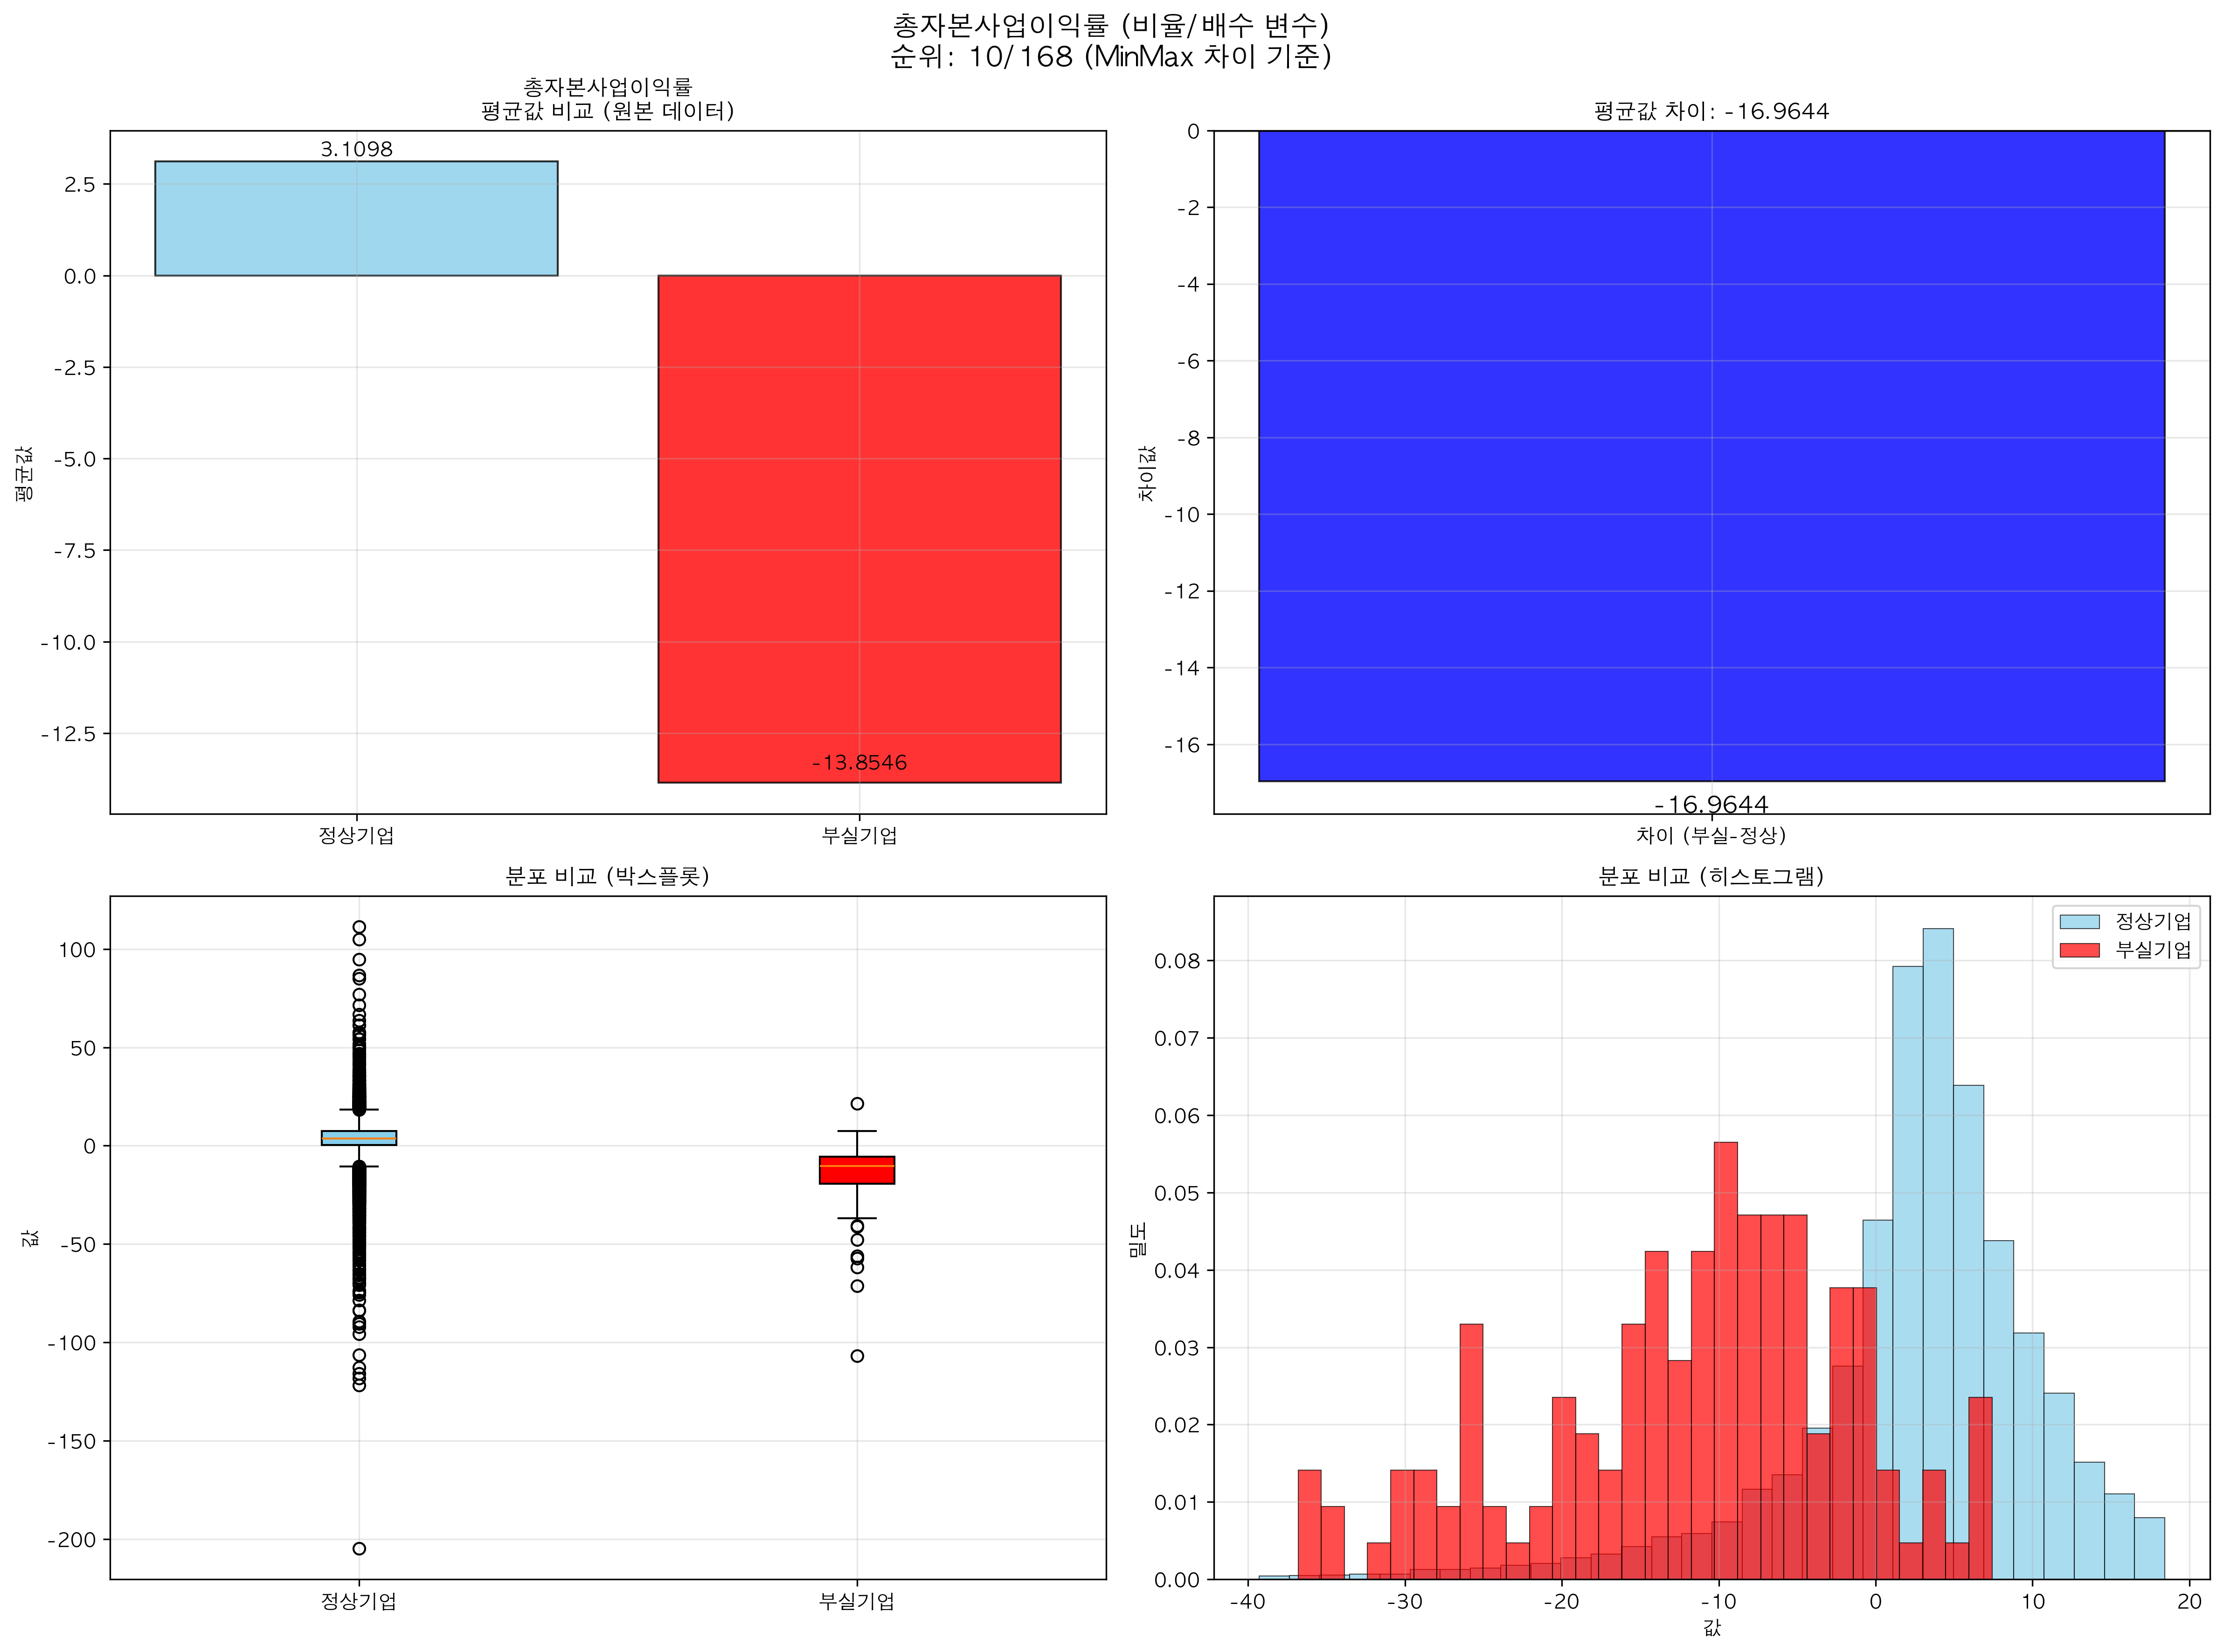 총자본사업이익률 (비율/배수 변수)
순위: 10/168 (MinMax 차이 기준)
총자본사업이익률
평균값 비교 (원본 데이터)
평균값
2.5
0.0
-2.5
-5.0
-7.5
-10.0
-12.5
3.1098
-13.8546
정상기업
부실기업
평균값 차이: -16.9644
차이값
0
-2
-4
-6
-8
-10
-12
-14
-16
-16.9644
차이 (부실-정상)
분포 비교 (박스플롯)
값
100
50
0
-50
-100
-150
-200
정상기업
부실기업
분포 비교 (히스토그램)
정상기업
부실기업
밀도
0.08
0.07
0.06
0.05
0.04
0.03
0.02
0.01
0.00
-40
-30
-20
-10
0
10
20
값